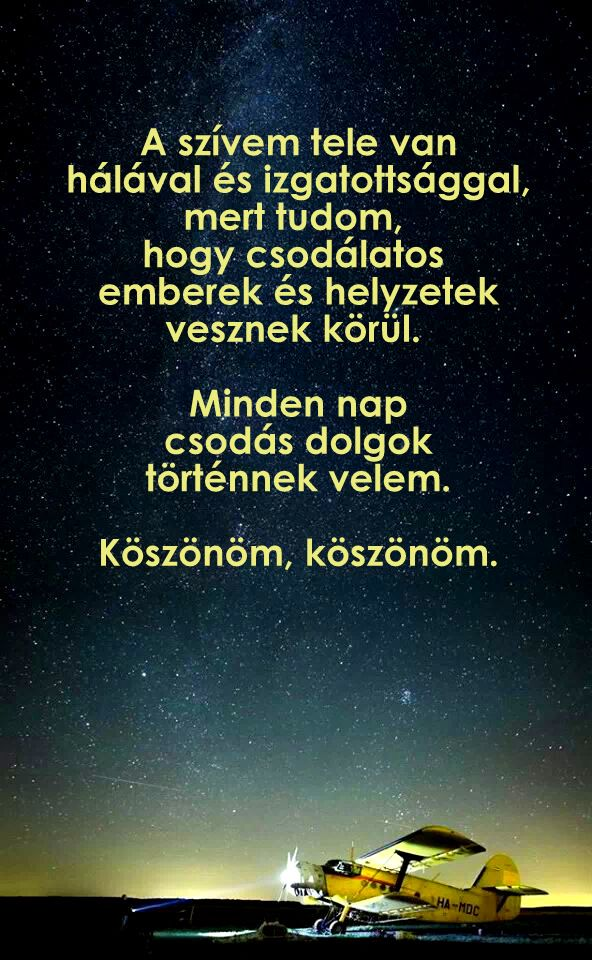 A szívem tele van
hálával és izgatottsággal,
mert tudom,
hogy csodálatos
emberek és helyzetek
vesznek körül.
Minden nap
csodás dolgok
történnek velem.
Köszönöm, köszönöm.
HA-MDC